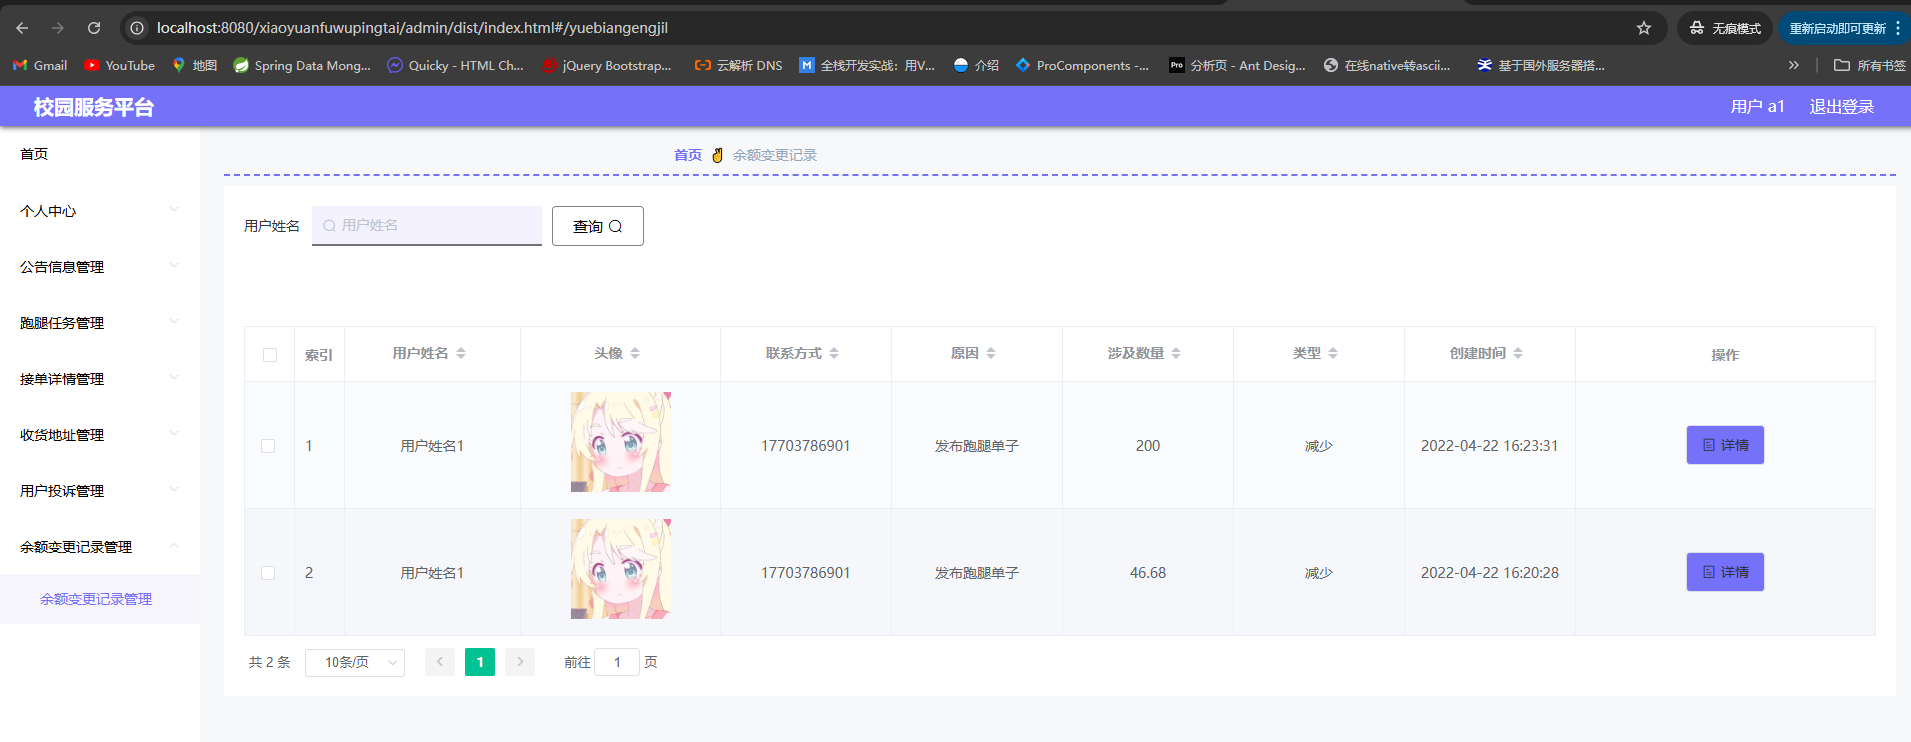 localhost:8080/xiaoyuanfuwupingtai/admin/dist/index.html#/yuebiangengjil
无痕模式
重新启动即可更新
Gmail
YouTube
地图
Spring Data Mong...
Quicky - HTML Ch...
jQuery Bootstrap...
云解析 DNS
全栈开发实战：用V...
介绍
ProComponents -...
Pro
分析页 - Ant Desig...
在线native转ascii...
基于国外服务器搭...
所有书签
校园服务平台
用户 a1
退出登录
首页
个人中心
公告信息管理
跑腿任务管理
接单详情管理
收货地址管理
用户投诉管理
余额变更记录管理
余额变更记录管理
首页
余额变更记录
用户姓名
用户姓名
查询
索引 用户姓名 头像 联系方式 原因 涉及数量 类型 创建时间 操作
1 用户姓名1 17703786901 发布跑腿单子 200 减少 2022-04-22 16:23:31 详情
2 用户姓名1 17703786901 发布跑腿单子 46.68 减少 2022-04-22 16:20:28 详情
共 2 条 10条/页 1 前往 1 页